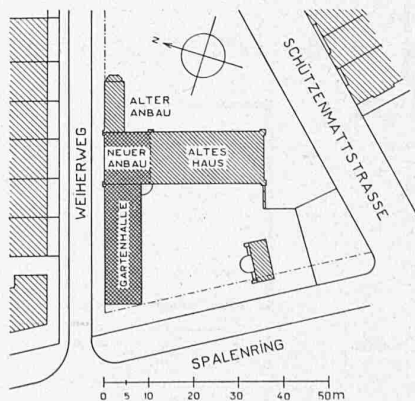 N
SCHÜTZENMATTSTRASSE
ALTER
ANBAU
WEIHERWEG
NEUER
ANBAU
ALTES
HAUS
GARTENHALLE
SPALENRING
0 5 10 20 30 40 50m